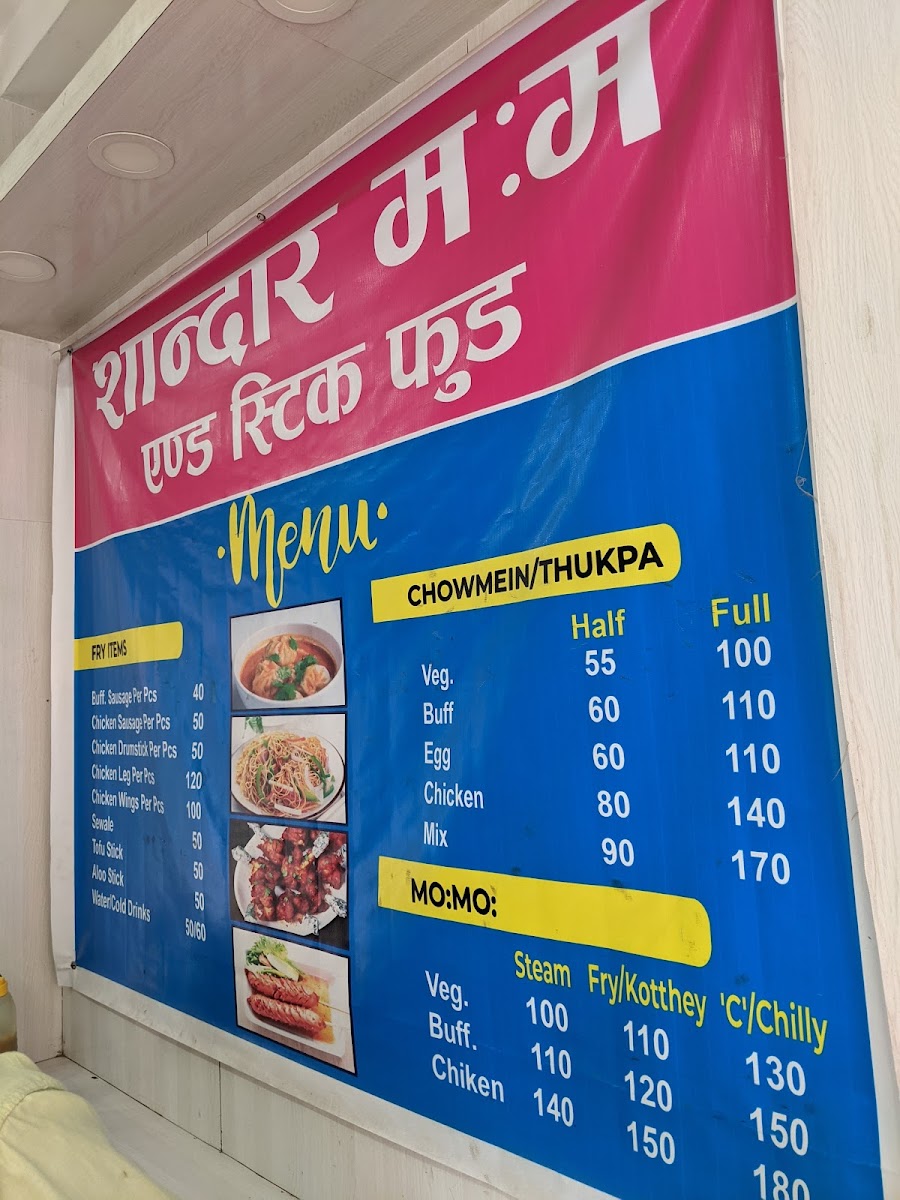 शान्दार म:म
एण्ड स्टिक फुड
Menu
FRY ITEMS
Buff. Sausage Per Pcs 40
Chicken Sausage Per Pcs 50
Chicken Drumstick Per Pcs 50
Chicken Leg Per Pcs 120
Chicken Wings Per Pcs 100
Sewale 50
Tofu Stick 50
Aloo Stick 50
Water/Cold Drinks 50/60
CHOWMEIN/THUKPA
Half Full
Veg. 55 100
Buff 60 110
Egg 60 110
Chicken 80 140
Mix 90 170
MO:MO:
Steam Fry/Kotthey 'C'/Chilly
Veg. 100 110 130
Buff. 110 120 150
Chiken 140 150 180